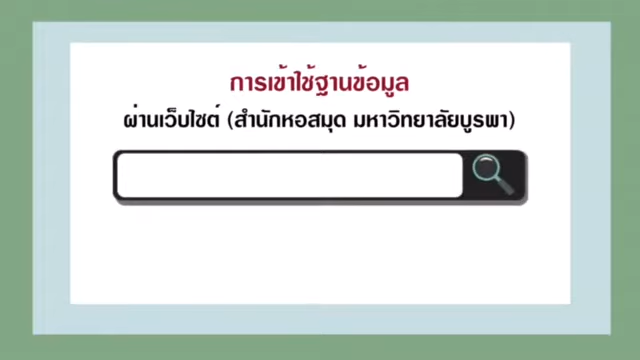 การเข้าใช้ฐานข้อมูล
ผ่านเว็บไซต์ (สำนักหอสมุด มหาวิทยาลัยบูรพา)